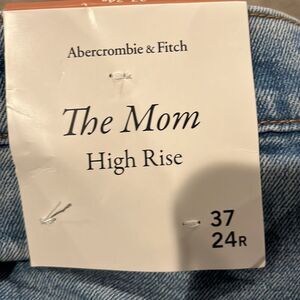 Abercrombie & Fitch
The Mom
High Rise
37
24R